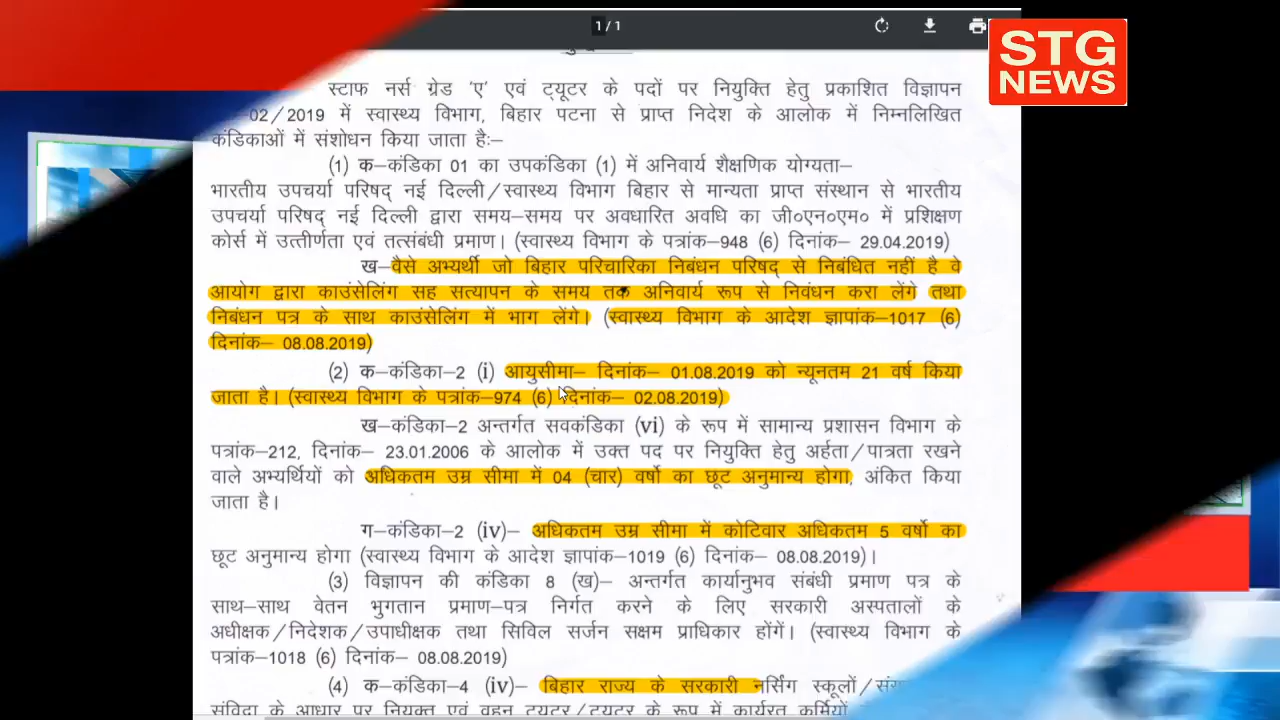 1 / 1
STG
NEWS
स्टाफ नर्स ग्रेड 'ए' एवं ट्यूटर के पदों पर नियुक्ति हेतु प्रकाशित विज्ञापन
02/2019 में स्वास्थ्य विभाग, बिहार पटना से प्राप्त निदेश के आलोक में निम्नलिखित
कंडिकाओं में संशोधन किया जाता हैः–
(1) क–कंडिका 01 का उपकंडिका (1) में अनिवार्य शैक्षणिक योग्यता–
भारतीय उपचर्या परिषद् नई दिल्ली/स्वास्थ्य विभाग बिहार से मान्यता प्राप्त संस्थान से भारतीय
उपचर्या परिषद् नई दिल्ली द्वारा समय–समय पर अवधारित अवधि का जी०एन०एम० में प्रशिक्षण
कोर्स में उत्तीर्णता एवं तत्संबंधी प्रमाण। (स्वास्थ्य विभाग के पत्रांक–948 (6) दिनांक– 29.04.2019)
ख–वैसे अभ्यर्थी जो बिहार परिचारिका निबंधन परिषद् से निबंधित नहीं है वे
आयोग द्वारा काउंसेलिंग सह सत्यापन के समय तक अनिवार्य रूप से निवंधन करा लेंगे तथा
निबंधन पत्र के साथ काउंसेलिंग में भाग लेंगे। (स्वास्थ्य विभाग के आदेश ज्ञापांक–1017 (6)
दिनांक– 08.08.2019)
(2) क–कंडिका–2 (i) आयुसीमा– दिनांक– 01.08.2019 को न्यूनतम 21 वर्ष किया
जाता है। (स्वास्थ्य विभाग के पत्रांक–974 (6) दिनांक– 02.08.2019)
ख–कंडिका–2 अन्तर्गत सवकंडिका (vi) के रूप में सामान्य प्रशासन विभाग के
पत्रांक–212, दिनांक– 23.01.2006 के आलोक में उक्त पद पर नियुक्ति हेतु अर्हता/पात्रता रखने
वाले अभ्यर्थियों को अधिकतम उम्र सीमा में 04 (चार) वर्षो का छूट अनुमान्य होगा, अंकित किया
जाता है।
ग–कंडिका–2 (iv)– अधिकतम उम्र सीमा में कोटिवार अधिकतम 5 वर्षो का
छूट अनुमान्य होगा (स्वास्थ्य विभाग के आदेश ज्ञापांक–1019 (6) दिनांक– 08.08.2019)।
(3) विज्ञापन की कंडिका 8 (ख)– अन्तर्गत कार्यानुभव संबंधी प्रमाण पत्र के
साथ–साथ वेतन भुगतान प्रमाण–पत्र निर्गत करने के लिए सरकारी अस्पतालों के
अधीक्षक/निदेशक/उपाधीक्षक तथा सिविल सर्जन सक्षम प्राधिकार होंगें। (स्वास्थ्य विभाग के
पत्रांक–1018 (6) दिनांक– 08.08.2019)
(4) क–कंडिका–4 (iv)– बिहार राज्य के सरकारी नर्सिंग स्कूलों/
संविदा के आधार पर नियुक्त एवं वहन ट्यूटर/ट्यूटर के रूप में कार्यरत कर्मियों